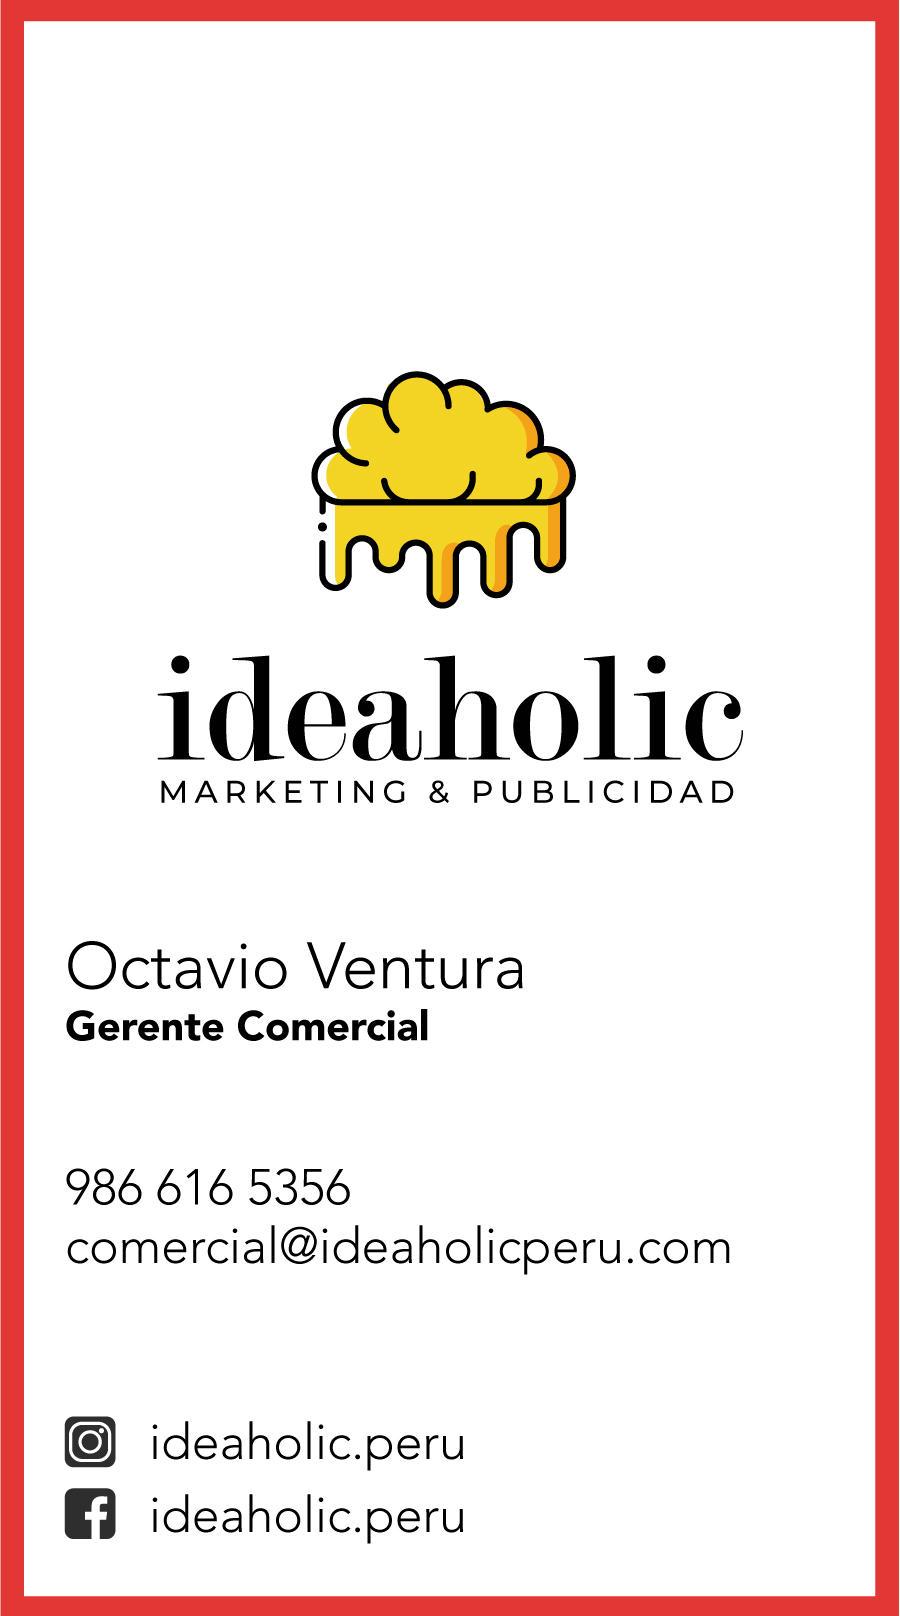 ideaholic
MARKETING & PUBLICIDAD
Octavio Ventura
Gerente Comercial
986 616 5356
comercial@ideaholicperu.com
ideaholic.peru
ideaholic.peru